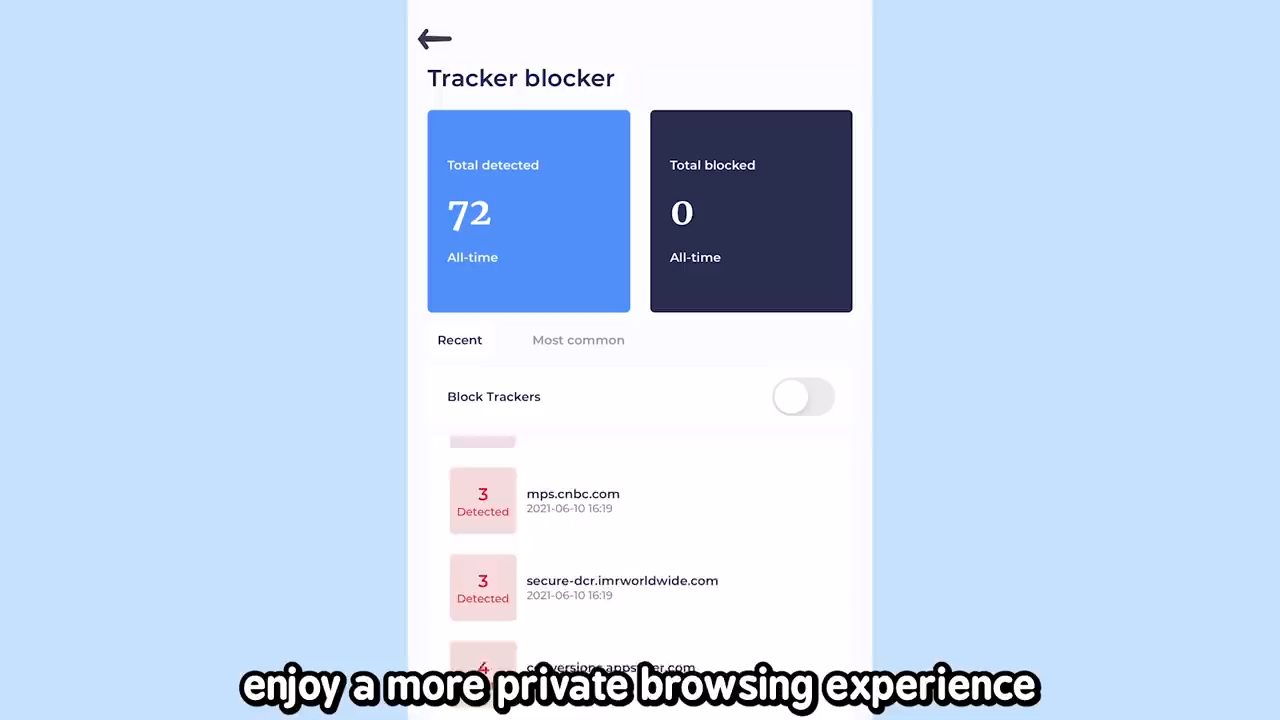 Tracker blocker
Total detected
72
All-time
Total blocked
0
All-time
Recent
Most common
Block Trackers
3
Detected
mps.cnbc.com
2021-06-10 16:19
3
Detected
secure-dcr.imrworldwide.com
2021-06-10 16:19
4
enjoy a more private browsing experience